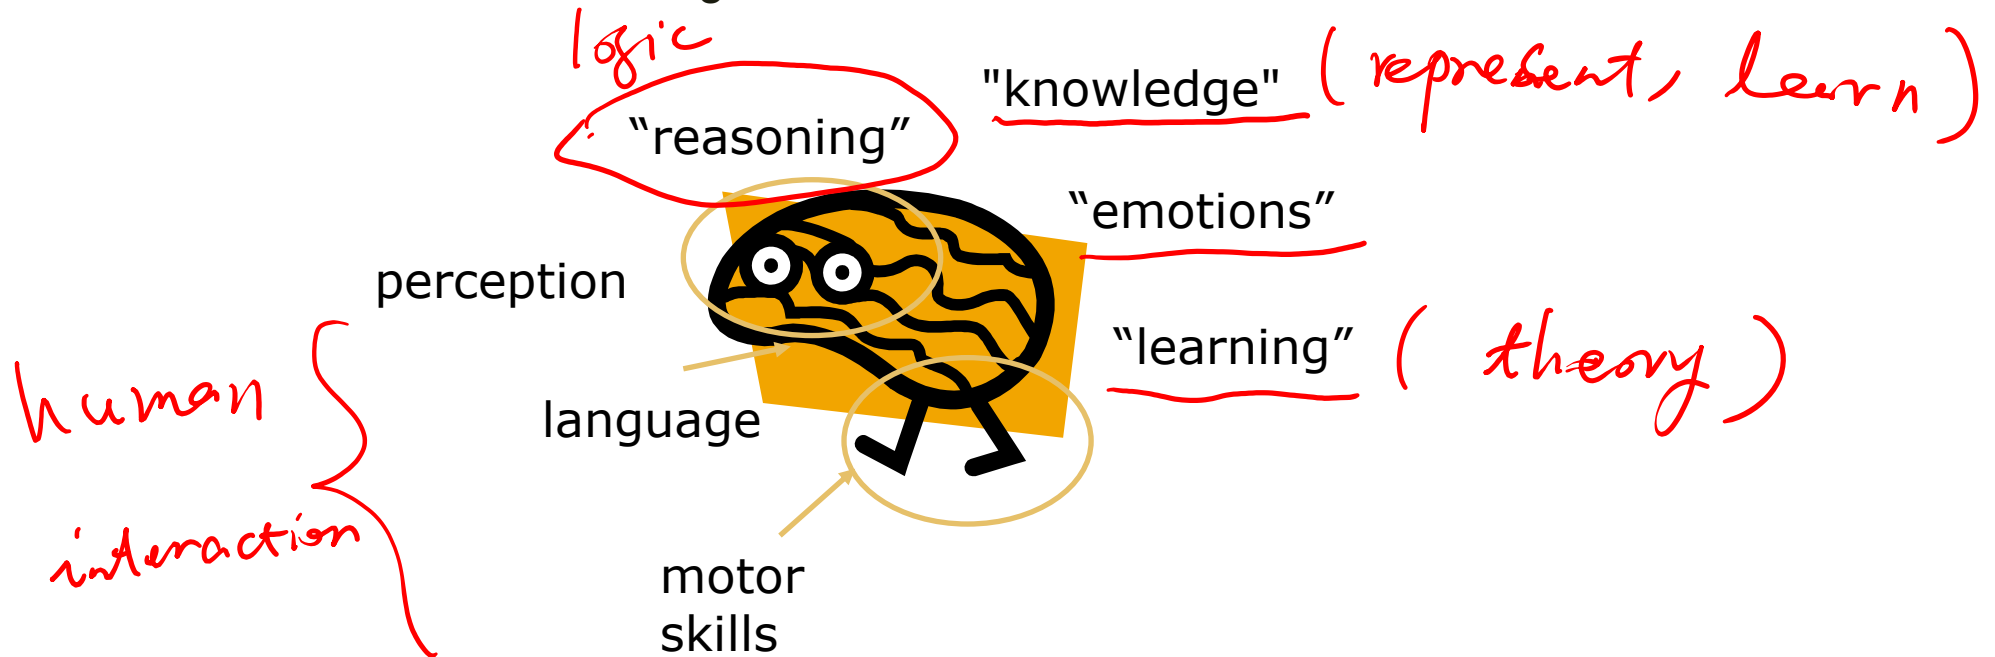 logic
"knowledge" (represent, learn)
“reasoning”
“emotions”
perception
“learning” (theory)
human
language
interaction
motor
skills